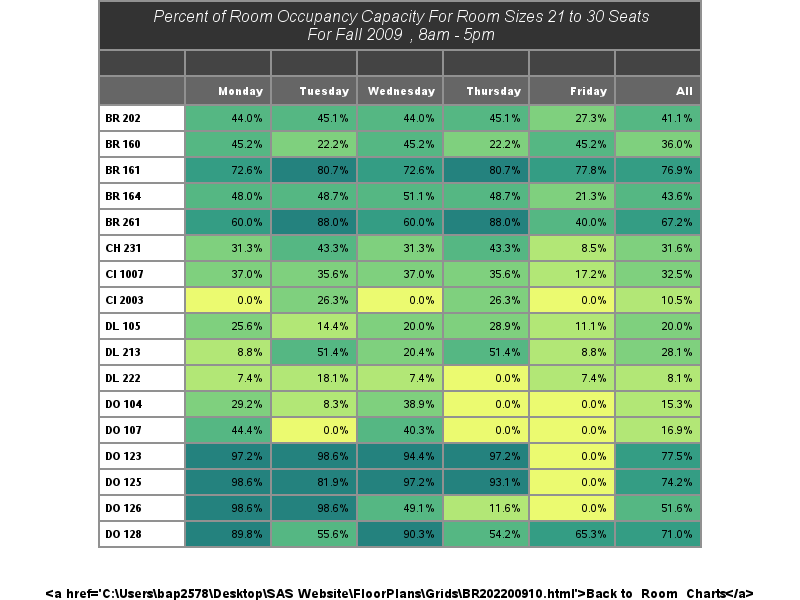 Percent of Room Occupancy Capacity For Room Sizes 21 to 30 Seats
For Fall 2009 , 8am - 5pm
Monday Tuesday Wednesday Thursday Friday All
BR 202 44.0% 45.1% 44.0% 45.1% 27.3% 41.1%
BR 160 45.2% 22.2% 45.2% 22.2% 45.2% 36.0%
BR 161 72.6% 80.7% 72.6% 80.7% 77.8% 76.9%
BR 164 48.0% 48.7% 51.1% 48.7% 21.3% 43.6%
BR 261 60.0% 88.0% 60.0% 88.0% 40.0% 67.2%
CH 231 31.3% 43.3% 31.3% 43.3% 8.5% 31.6%
CI 1007 37.0% 35.6% 37.0% 35.6% 17.2% 32.5%
CI 2003 0.0% 26.3% 0.0% 26.3% 0.0% 10.5%
DL 105 25.6% 14.4% 20.0% 28.9% 11.1% 20.0%
DL 213 8.8% 51.4% 20.4% 51.4% 8.8% 28.1%
DL 222 7.4% 18.1% 7.4% 0.0% 7.4% 8.1%
DO 104 29.2% 8.3% 38.9% 0.0% 0.0% 15.3%
DO 107 44.4% 0.0% 40.3% 0.0% 0.0% 16.9%
DO 123 97.2% 98.6% 94.4% 97.2% 0.0% 77.5%
DO 125 98.6% 81.9% 97.2% 93.1% 0.0% 74.2%
DO 126 98.6% 98.6% 49.1% 11.6% 0.0% 51.6%
DO 128 89.8% 55.6% 90.3% 54.2% 65.3% 71.0%
<a href='C:\Users\bap2578\Desktop\SAS Website\FloorPlans\Grids\BR202200910.html'>Back to Room Charts</a>